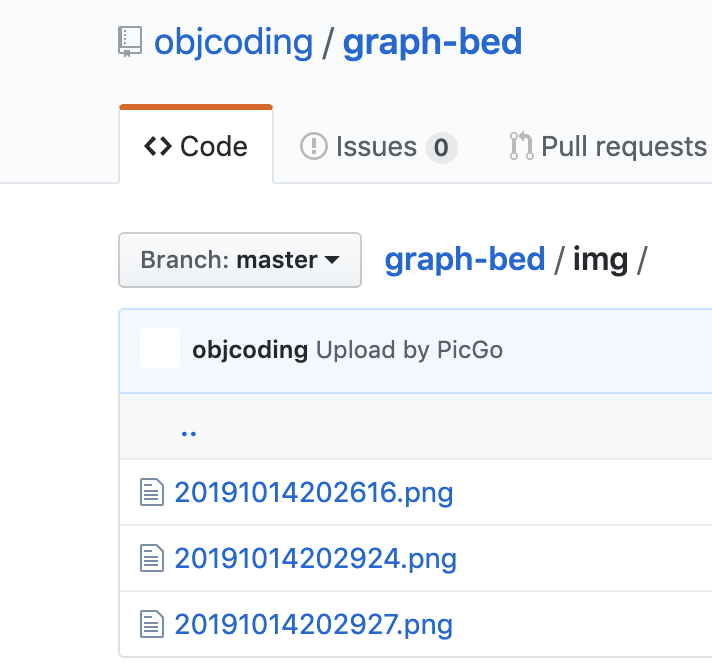 objcoding / graph-bed
Code Issues 0 Pull requests
Branch: master graph-bed / img /
objcoding Upload by PicGo
..
20191014202616.png
20191014202924.png
20191014202927.png